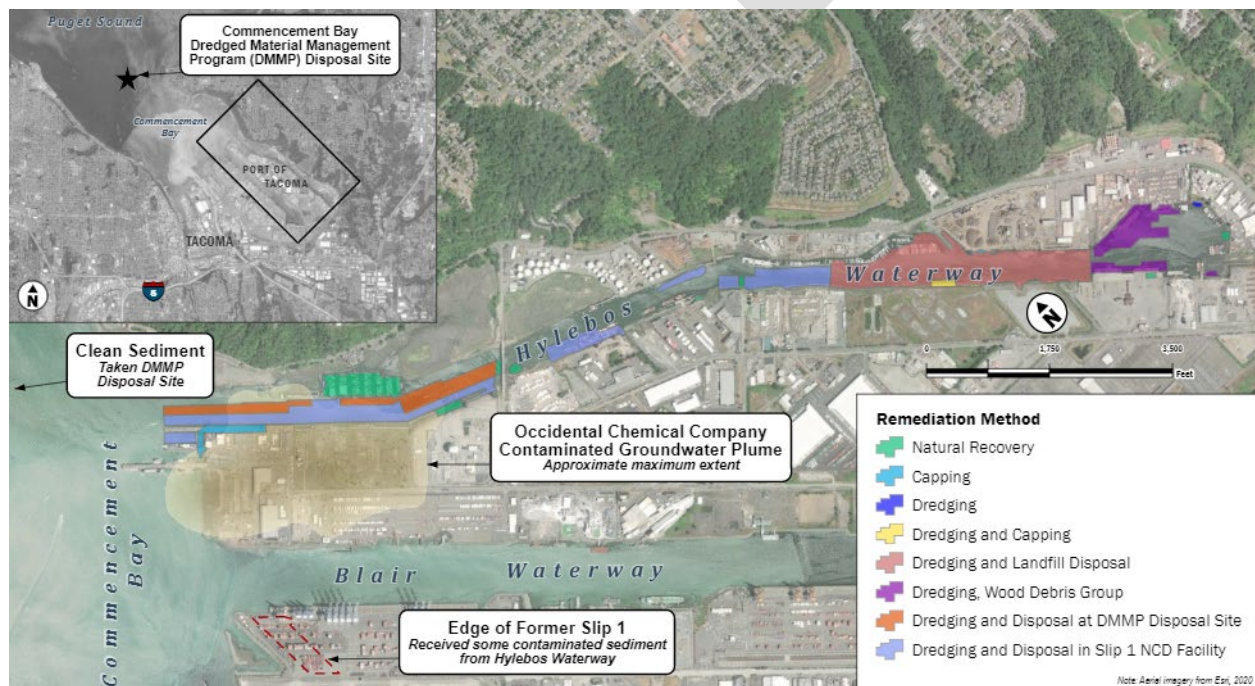 Puget Sound
Commencement Bay
Dredged Material Management
Program (DMMP) Disposal Site
Commencement
Bay
PORT OF
TACOMA
TACOMA
5
N
Clean Sediment
Taken DMMP
Disposal Site
Hylebos Waterway
N
0 1,750 3,500
Feet
Occidental Chemical Company
Contaminated Groundwater Plume
Approximate maximum extent
Commencement
Bay
Blair Waterway
Edge of Former Slip 1
Received some contaminated sediment
from Hylebos Waterway
Remediation Method
Natural Recovery
Capping
Dredging
Dredging and Capping
Dredging and Landfill Disposal
Dredging, Wood Debris Group
Dredging and Disposal at DMMP Disposal Site
Dredging and Disposal in Slip 1 NCD Facility
Note: Aerial imagery from Esri, 2020